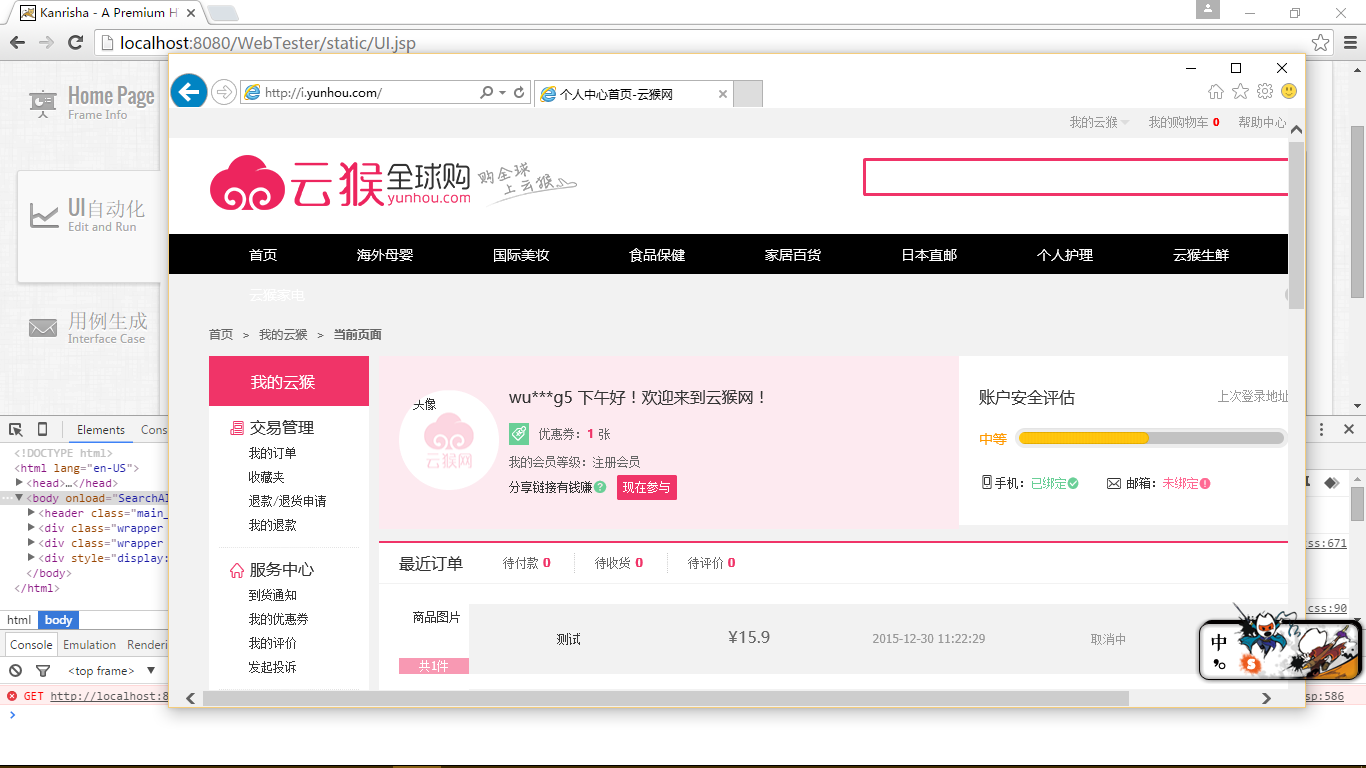 Kanrisha - A Premium H
localhost:8080/WebTester/static/UI.jsp
Home Page
Frame Info
UI自动化
Edit and Run
用例生成
Interface Case
http://i.yunhou.com/
个人中心首页-云猴网
我的云猴
我的购物车 0
帮助中心
云猴 全球购
yunhou.com
购全球
上云猴
首页
海外母婴
国际美妆
食品保健
家居百货
日本直邮
个人护理
云猴生鲜
云猴家电
首页 > 我的云猴 > 当前页面
我的云猴
交易管理
我的订单
收藏夹
退款/退货申请
我的退款
服务中心
到货通知
我的优惠券
我的评价
发起投诉
头像
云猴网
wu***g5 下午好！欢迎来到云猴网！
优惠券：1 张
我的会员等级：注册会员
分享链接有钱赚
现在参与
账户安全评估
上次登录地址
中等
手机：已绑定
邮箱：未绑定
最近订单
待付款 0
待收货 0
待评价 0
商品图片
共1件
测试
¥15.9
2015-12-30 11:22:29
取消中
Elements
Cons
<!DOCTYPE html>
<html lang="en-US">
<head>…</head>
<body onload="SearchAl
<header class="main_
<div class="wrapper
<div class="wrapper
<div style="display:
</body>
</html>
html
body
Console
Emulation
Renderi
<top frame>
GET http://localhost:8
ss:671
css:90
sp:586
中
S